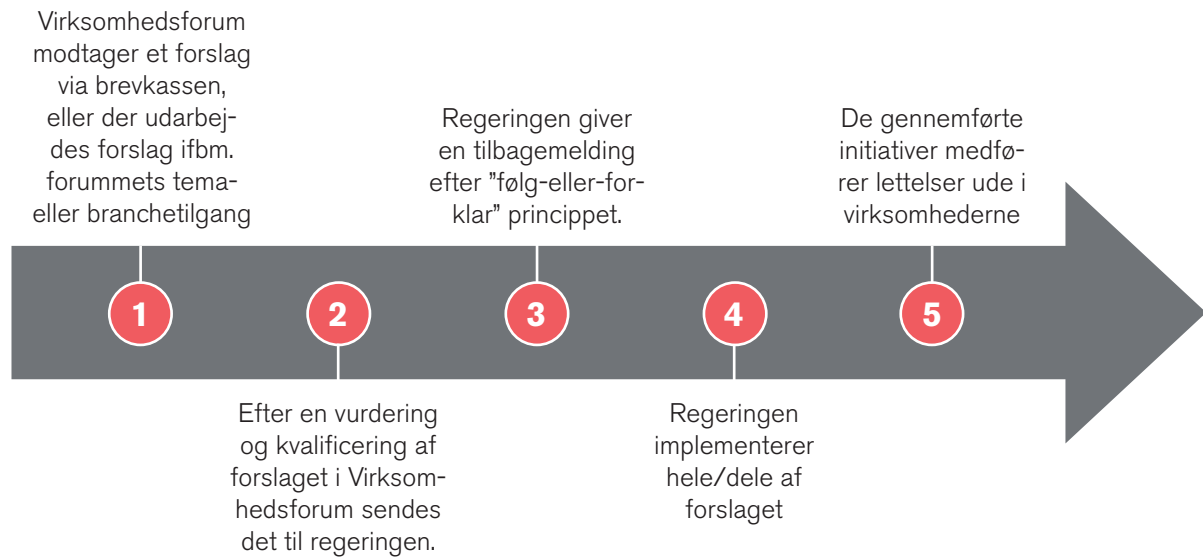 Virksomhedsforum
modtager et forslag
via brevkassen,
eller der udarbej-
des forslag ifbm.
forummets tema-
eller branchetilgang
Regeringen giver
en tilbagemelding
efter ”følg-eller-for-
klar” princippet.
De gennemførte
initiativer medfø-
rer lettelser ude i
virksomhederne
1
2
3
4
5
Efter en vurdering
og kvalificering af
forslaget i Virksom-
hedsforum sendes
det til regeringen.
Regeringen
implementerer
hele/dele af
forslaget